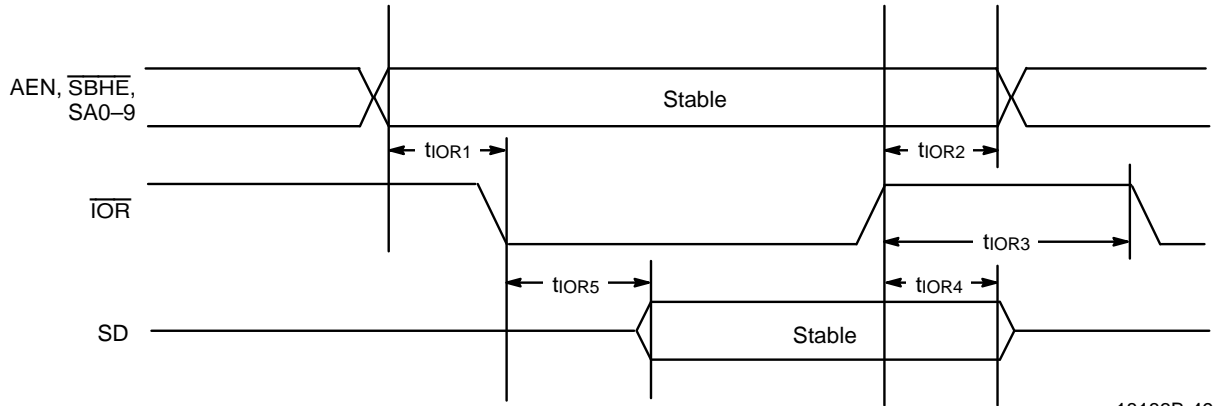 AEN, SBHE,
SA0–9
Stable
tIOR1
tIOR2
IOR
tIOR3
tIOR5
tIOR4
SD
Stable